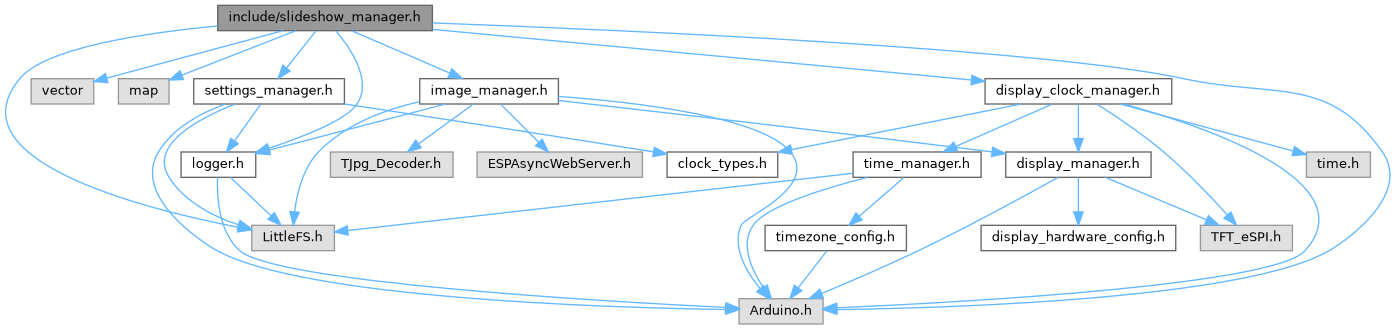 include/slideshow_manager.h
vector
map
settings_manager.h
image_manager.h
display_clock_manager.h
logger.h
TJpg_Decoder.h
ESPAsyncWebServer.h
clock_types.h
time_manager.h
display_manager.h
time.h
LittleFS.h
timezone_config.h
display_hardware_config.h
TFT_eSPI.h
Arduino.h